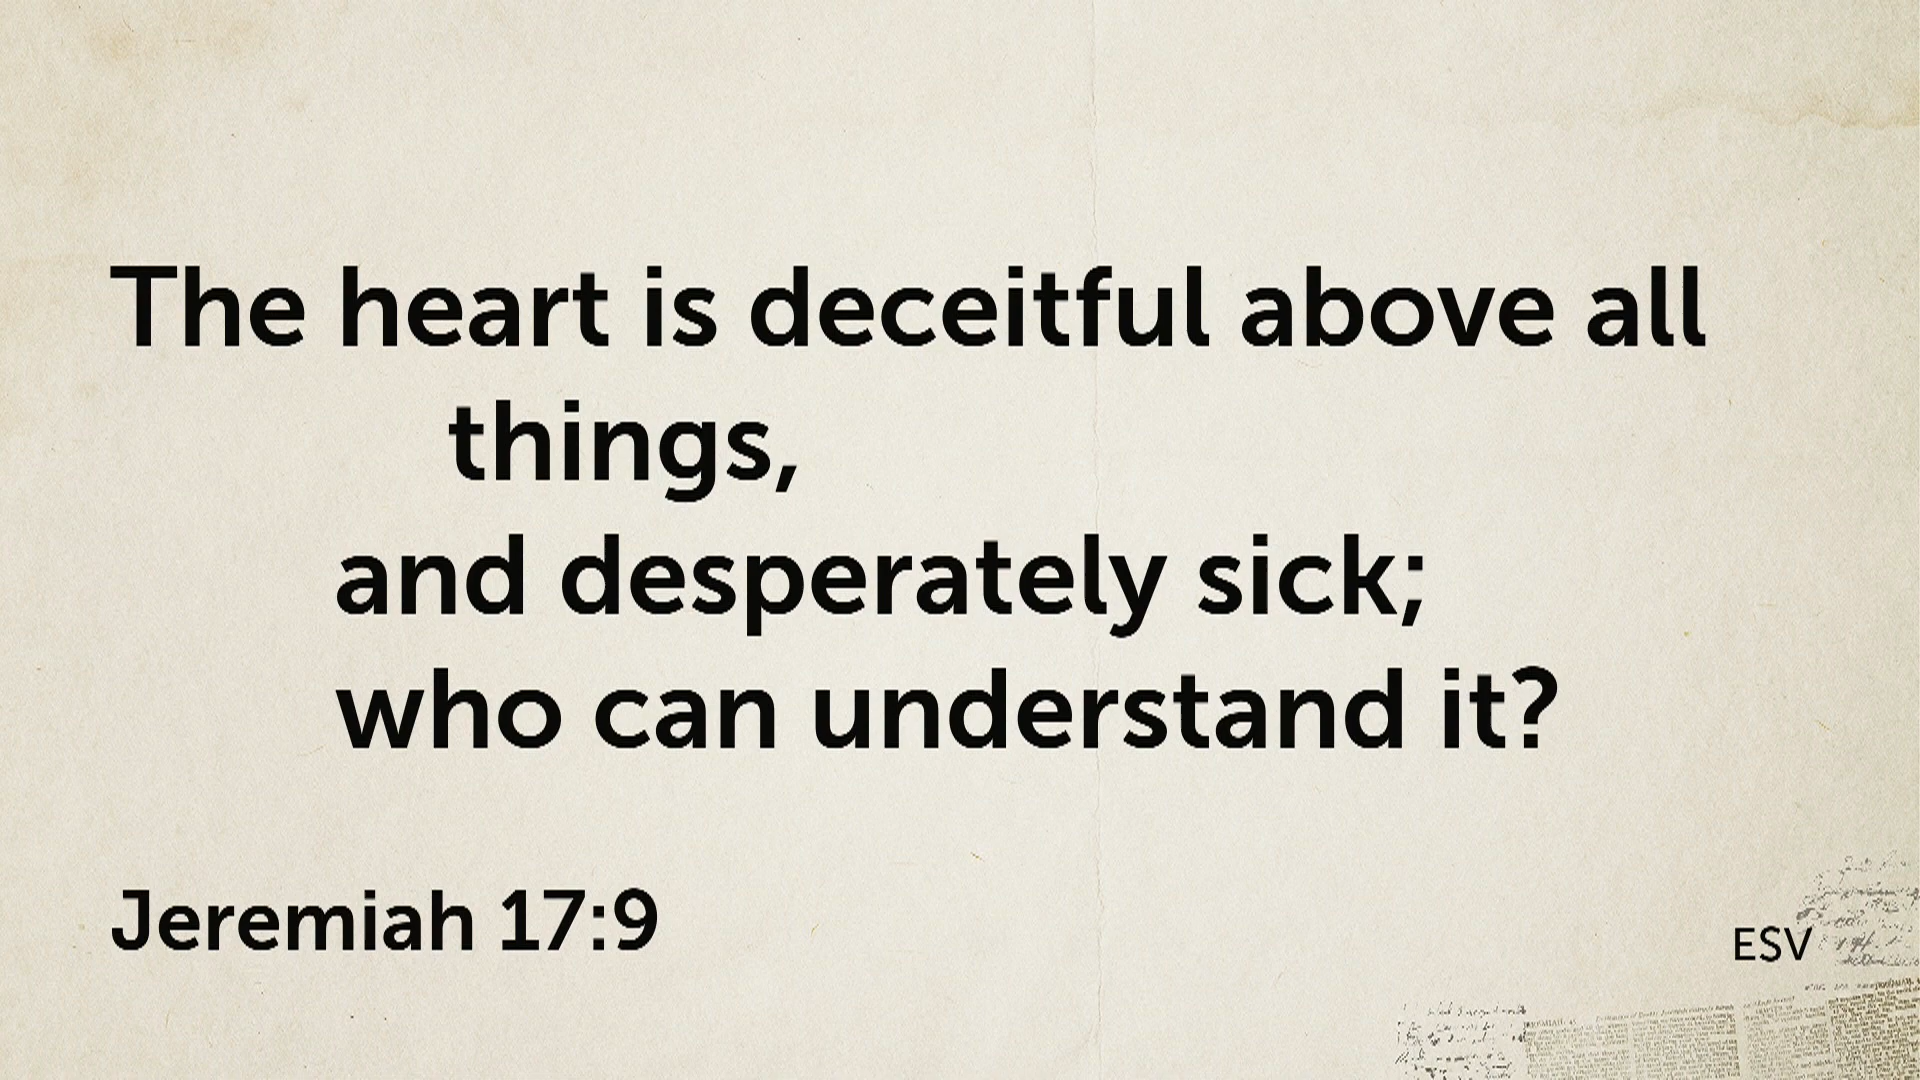 The heart is deceitful above all
things,
and desperately sick;
who can understand it?
Jeremiah 17:9
ESV